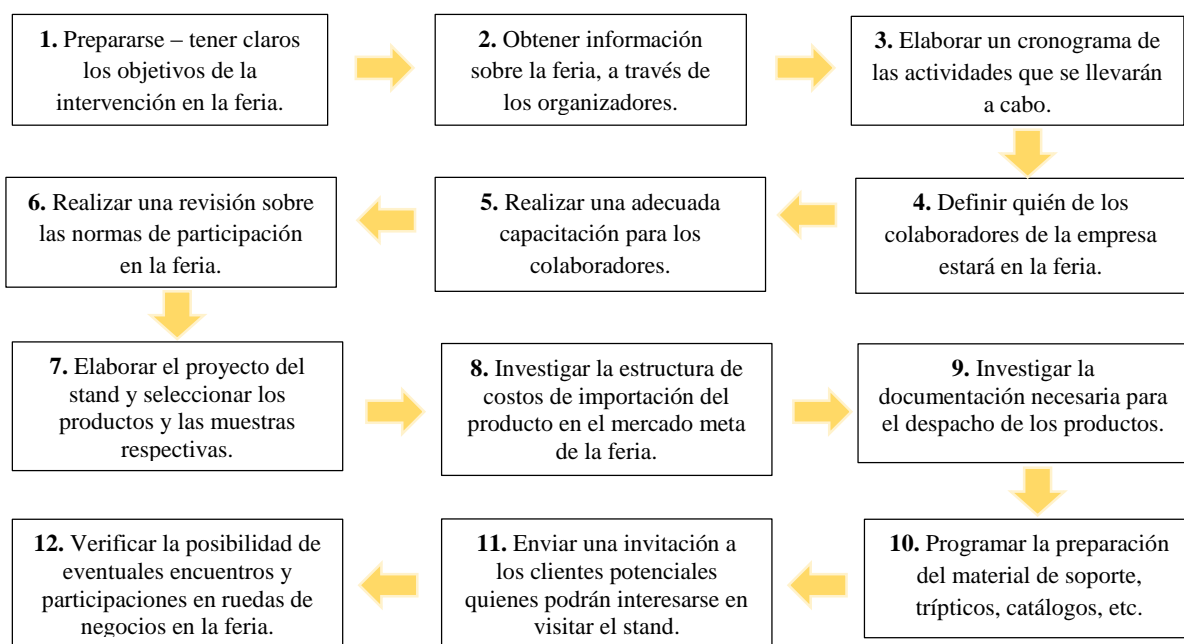 1. Prepararse – tener claros
los objetivos de la
intervención en la feria.
2. Obtener información
sobre la feria, a través de
los organizadores.
3. Elaborar un cronograma de
las actividades que se llevarán
a cabo.
4. Definir quién de los
colaboradores de la empresa
estará en la feria.
5. Realizar una adecuada
capacitación para los
colaboradores.
6. Realizar una revisión sobre
las normas de participación
en la feria.
7. Elaborar el proyecto del
stand y seleccionar los
productos y las muestras
respectivas.
8. Investigar la estructura de
costos de importación del
producto en el mercado meta
de la feria.
9. Investigar la
documentación necesaria para
el despacho de los productos.
10. Programar la preparación
del material de soporte,
trípticos, catálogos, etc.
11. Enviar una invitación a
los clientes potenciales
quienes podrán interesarse en
visitar el stand.
12. Verificar la posibilidad de
eventuales encuentros y
participaciones en ruedas de
negocios en la feria.